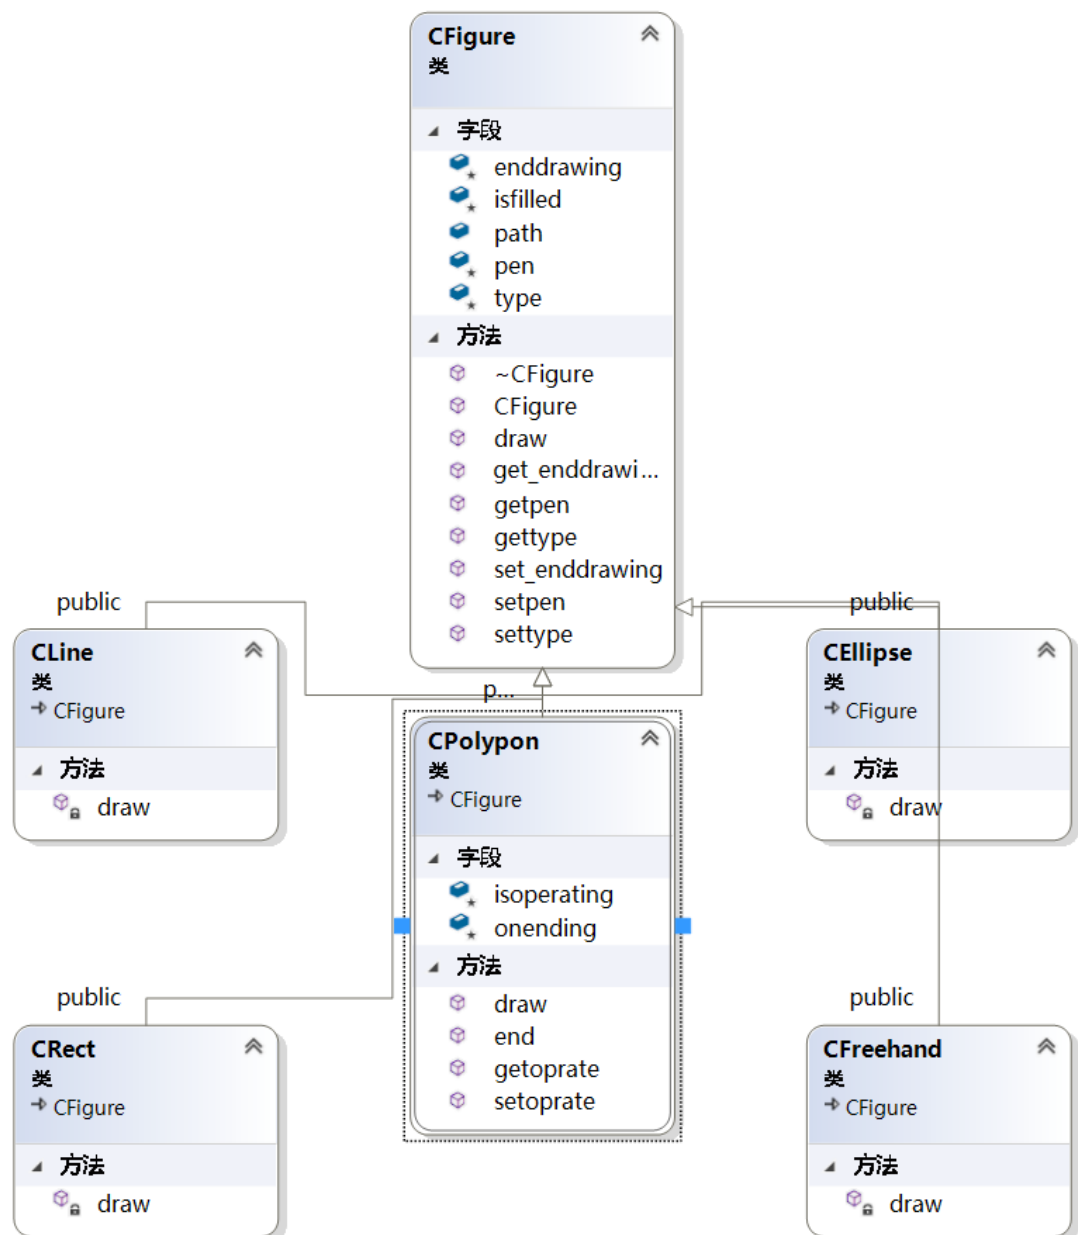 CFigure
类
字段
enddrawing
isfilled
path
pen
type
方法
~CFigure
CFigure
draw
get_enddrawi...
getpen
gettype
set_enddrawing
setpen
settype
public
CLine
类
CFigure
方法
draw
public
CEllipse
类
CFigure
方法
draw
p...
CPolypon
类
CFigure
字段
isoperating
onending
方法
draw
end
getoprate
setoprate
public
CRect
类
CFigure
方法
draw
public
CFreehand
类
CFigure
方法
draw